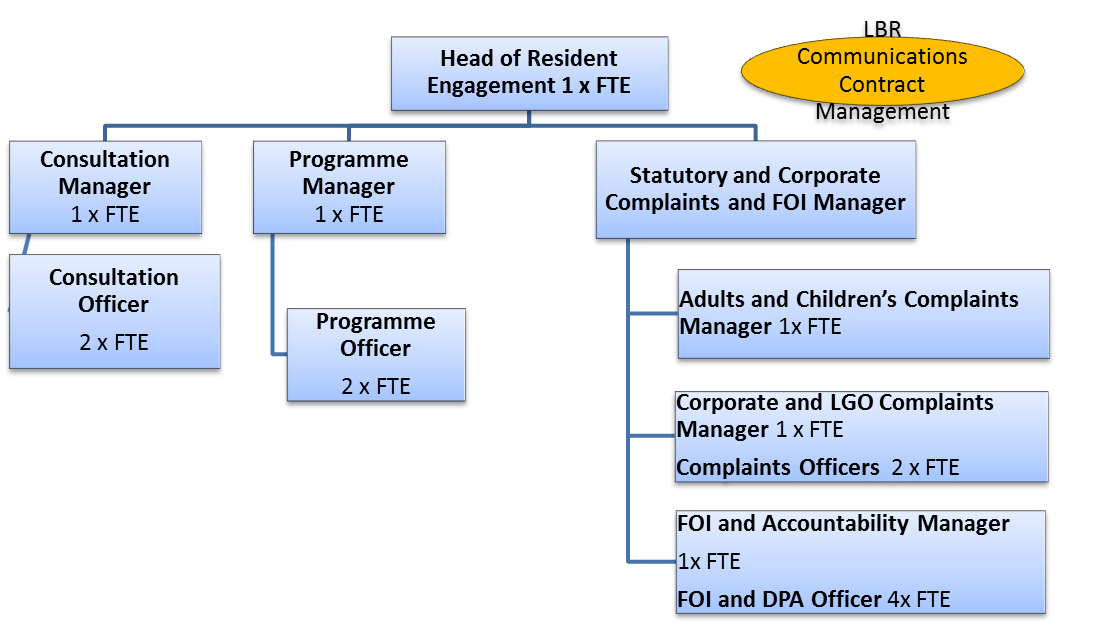 Head of Resident
Engagement 1 x FTE
LBR
Communications
Contract
Management
Consultation
Manager
1 x FTE
Programme
Manager
1 x FTE
Statutory and Corporate
Complaints and FOI Manager
Consultation
Officer
2 x FTE
Programme
Officer
2 x FTE
Adults and Children’s Complaints
Manager 1x FTE
Corporate and LGO Complaints
Manager 1 x FTE
Complaints Officers 2 x FTE
FOI and Accountability Manager
1x FTE
FOI and DPA Officer 4x FTE